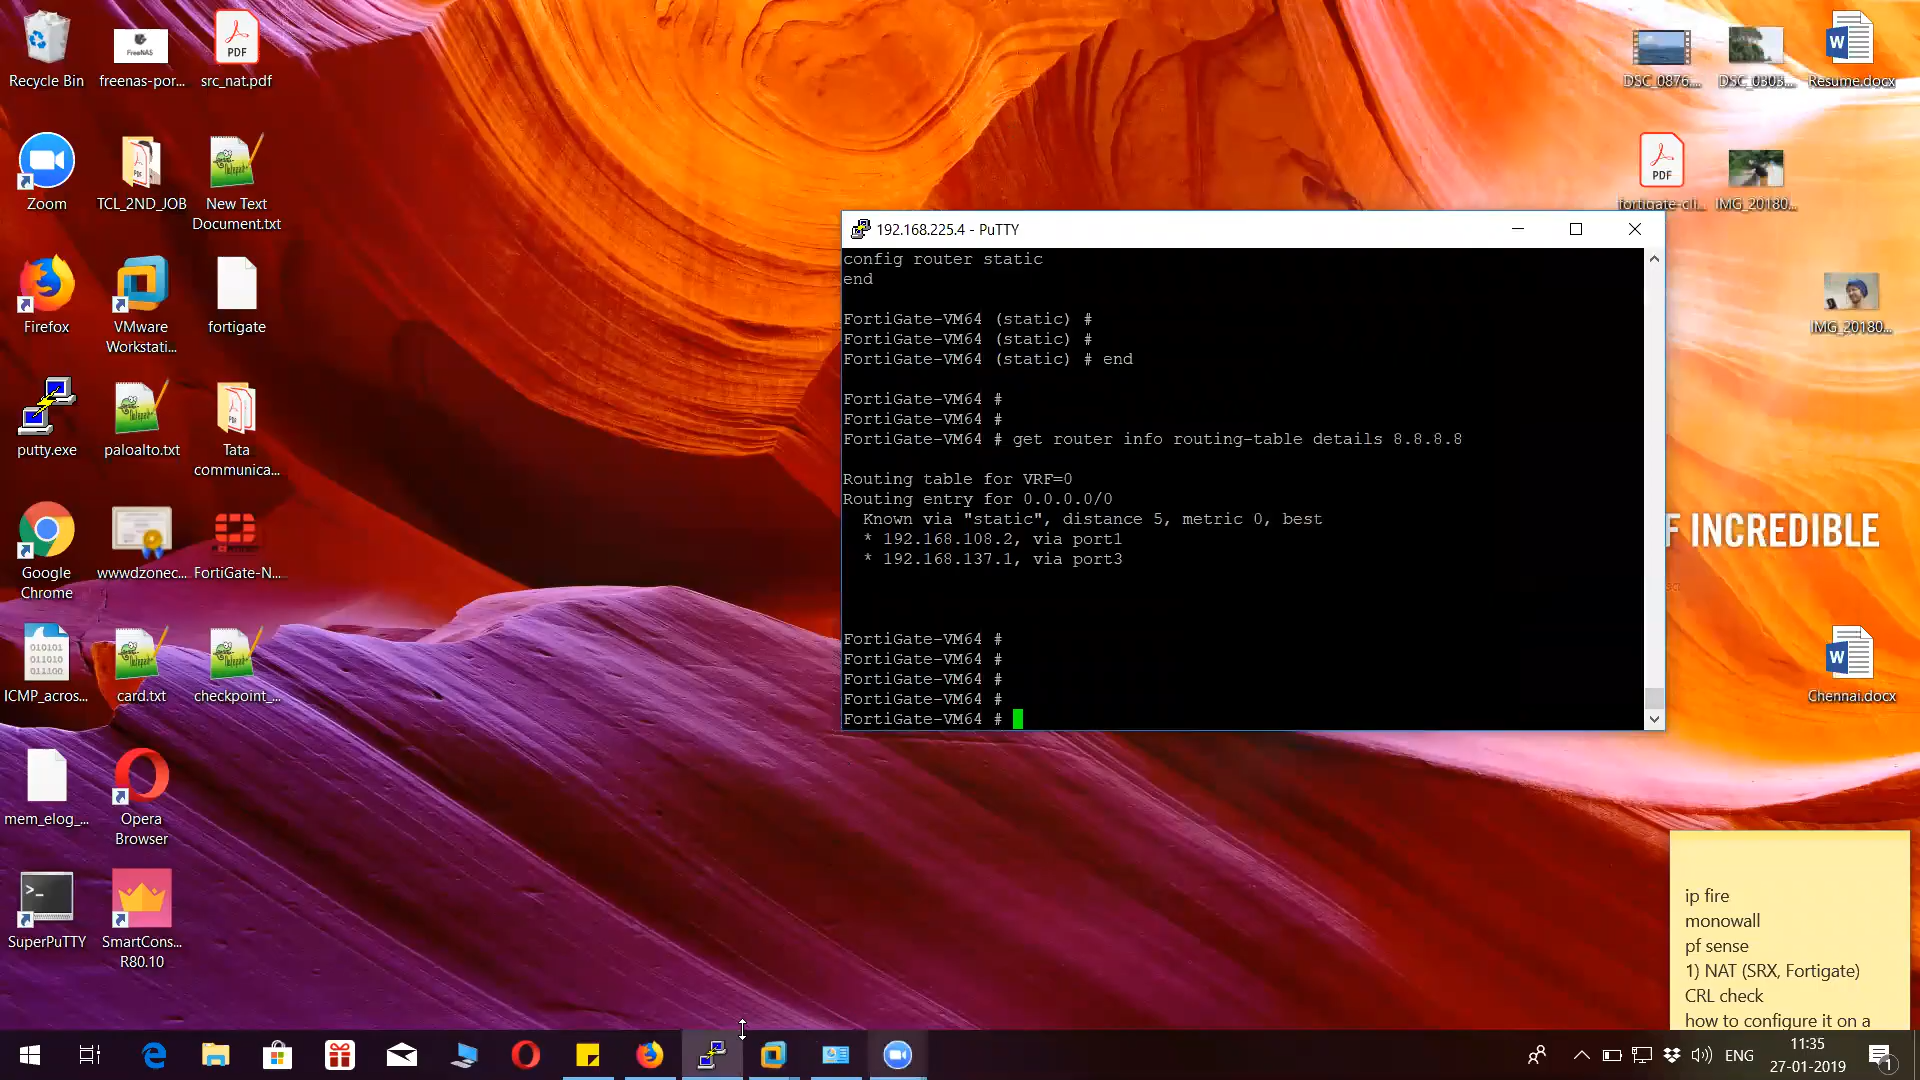 Recycle Bin
freenas-por...
src_nat.pdf
Zoom
TCL_2ND_JOB
New Text
Document.txt
Firefox
VMware
Workstati...
fortigate
putty.exe
paloalto.txt
Tata
communica...
Google
Chrome
wwwdzonec...
FortiGate-N...
ICMP_acros...
card.txt
checkpoint_...
mem_elog_...
Opera
Browser
SuperPuTTY
SmartCons...
R80.10
DSC_0876....
DSC_0303....
Resume.docx
fortigate-cli...
IMG_20180...
IMG_20180...
INCREDIBLE
Chennai.docx
192.168.225.4 - PuTTY
config router static
end
FortiGate-VM64 (static) #
FortiGate-VM64 (static) #
FortiGate-VM64 (static) # end
FortiGate-VM64 #
FortiGate-VM64 #
FortiGate-VM64 # get router info routing-table details 8.8.8.8
Routing table for VRF=0
Routing entry for 0.0.0.0/0
Known via "static", distance 5, metric 0, best
* 192.168.108.2, via port1
* 192.168.137.1, via port3
FortiGate-VM64 #
FortiGate-VM64 #
FortiGate-VM64 #
FortiGate-VM64 #
FortiGate-VM64 #
ip fire
monowall
pf sense
1) NAT (SRX, Fortigate)
CRL check
how to configure it on a
ENG
11:35
27-01-2019
1